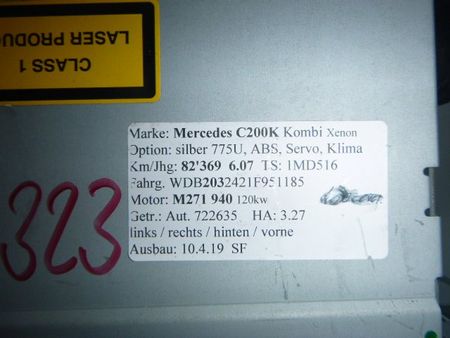 CLASS 1
LASER PRODUC
Marke: Mercedes C200K Kombi Xenon
Option: silber 775U, ABS, Servo, Klima
Km/Jhg: 82'369 6.07 TS: 1MD516
Fahrg. WDB2032421F951185
Motor: M271 940 120kw
Getr.: Aut. 722635 HA: 3.27
links / rechts / hinten / vorne
Ausbau: 10.4.19 SF
323